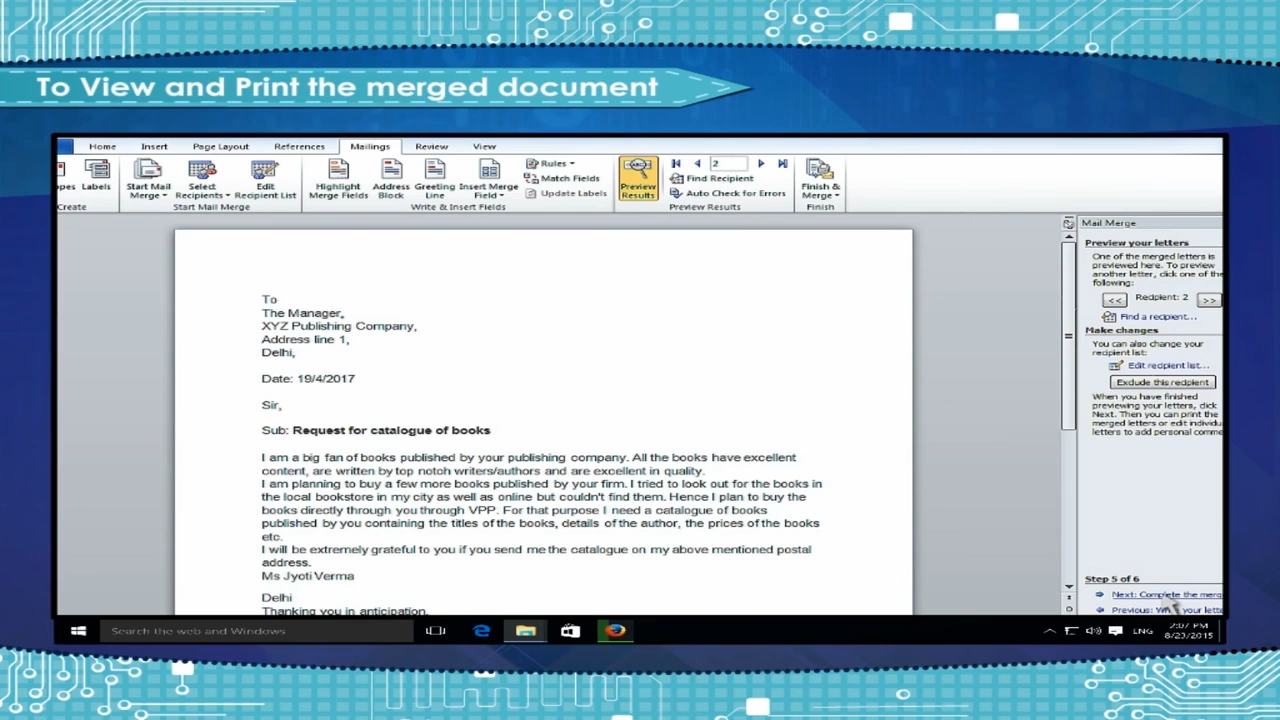 To View and Print the merged document
Home Insert Page Layout References Mailings Review View
Labels
Start Mail Merge
Select Recipients
Edit Recipient List
Highlight Merge Fields
Address Block
Greeting Line
Insert Merge Field
Rules
Match Fields
Update Labels
ABC
Preview Results
2
Find Recipient
Auto Check for Errors
Finish & Merge
Create
Start Mail Merge
Write & Insert Fields
Preview Results
Finish
To
The Manager,
XYZ Publishing Company,
Address line 1,
Delhi,
Date: 19/4/2017
Sir,
Sub: Request for catalogue of books
I am a big fan of books published by your publishing company. All the books have excellent
content, are written by top notch writers/authors and are excellent in quality.
I am planning to buy a few more books published by your firm. I tried to look out for the books in
the local bookstore in my city as well as online but couldn't find them. Hence I plan to buy the
books directly through you through VPP. For that purpose I need a catalogue of books
published by you containing the titles of the books, details of the author, the prices of the books
etc.
I will be extremely grateful to you if you send me the catalogue on my above mentioned postal
address.
Ms Jyoti Verma
Delhi
Thanking you in anticipation.
Mail Merge
Preview your letters
One of the merged letters is
previewed here. To preview
another letter, click one of the
following:
<< Recipient: 2 >>
Find a recipient...
Make changes
You can also change your
recipient list:
Edit recipient list...
Exclude this recipient
When you have finished
previewing your letters, click
Next. Then you can print the
merged letters or edit individu
letters to add personal comme
Step 5 of 6
Next: Complete the merg
Previous: your lette
Search the web and Windows
ENG
2:07 PM
8/23/2015